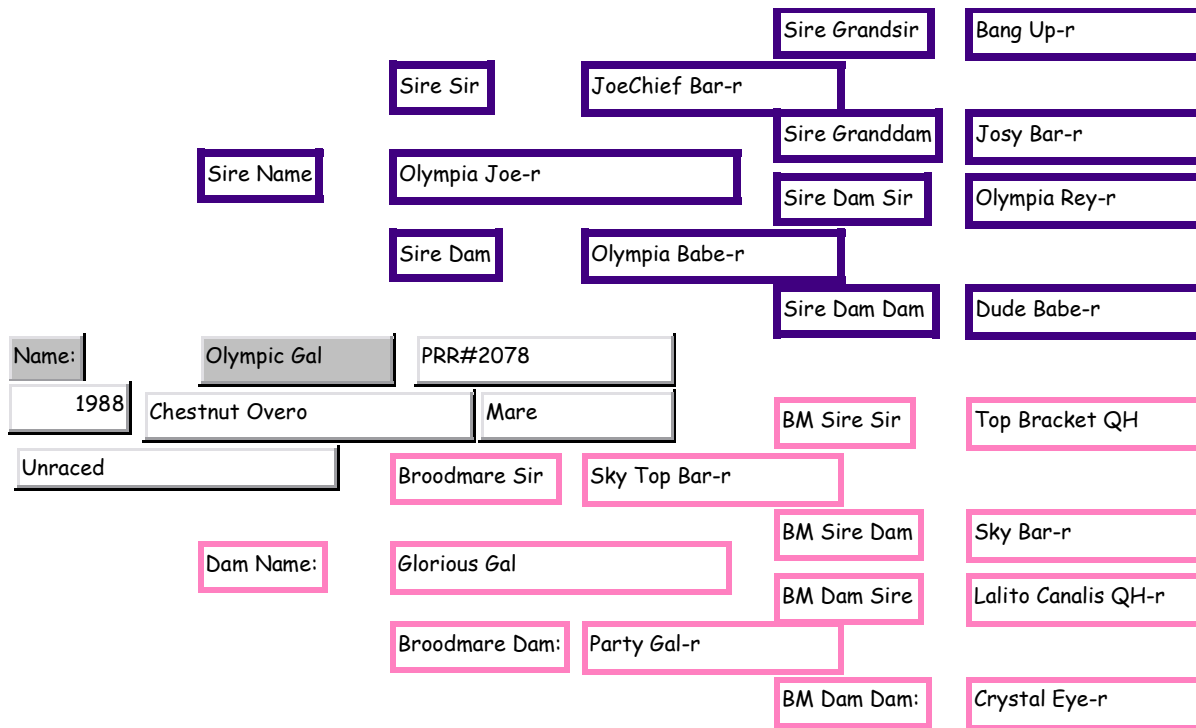 Sire Grandsir Bang Up-r
Sire Sir JoeChief Bar-r
Sire Granddam Josy Bar-r
Sire Name Olympia Joe-r
Sire Dam Sir Olympia Rey-r
Sire Dam Olympia Babe-r
Sire Dam Dam Dude Babe-r
Name: Olympic Gal PRR#2078
1988 Chestnut Overo Mare
BM Sire Sir Top Bracket QH
Unraced
Broodmare Sir Sky Top Bar-r
BM Sire Dam Sky Bar-r
Dam Name: Glorious Gal
BM Dam Sire Lalito Canalis QH-r
Broodmare Dam: Party Gal-r
BM Dam Dam: Crystal Eye-r